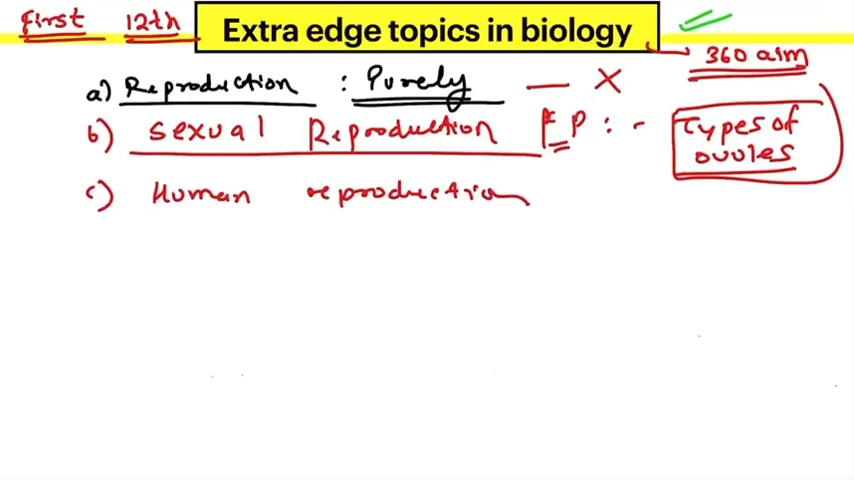 First 12th Extra edge topics in biology
360 aim
a) Reproduction : Purely — X
b) Sexual Reproduction FP : - Types of ovules
c) Human reproduction